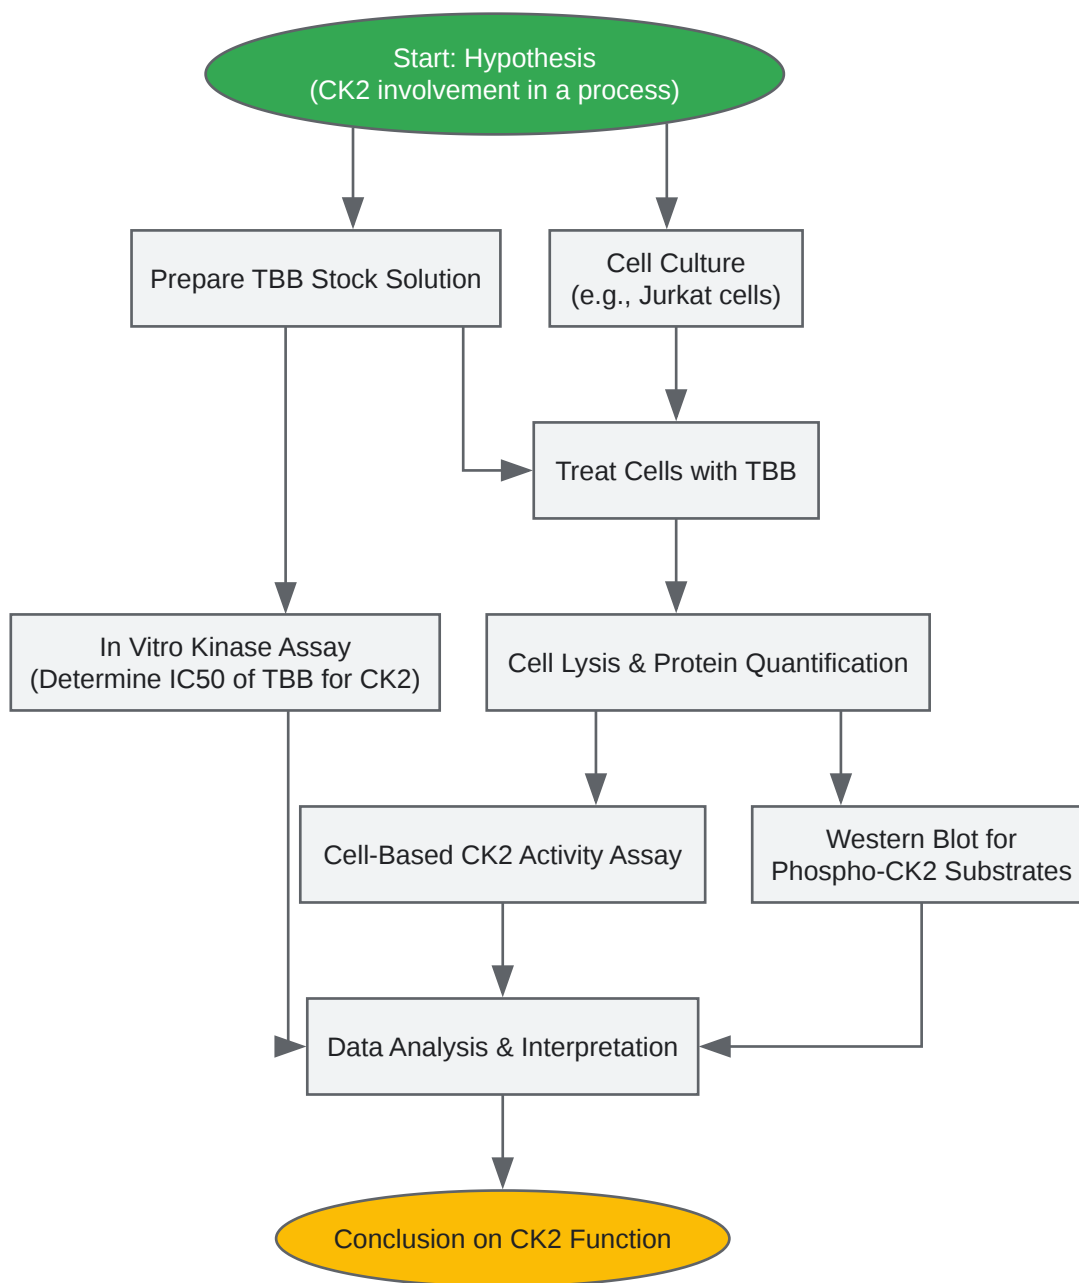 Start: Hypothesis
(CK2 involvement in a process)
Prepare TBB Stock Solution
Cell Culture
(e.g., Jurkat cells)
Treat Cells with TBB
In Vitro Kinase Assay
(Determine IC50 of TBB for CK2)
Cell Lysis & Protein Quantification
Cell-Based CK2 Activity Assay
Western Blot for
Phospho-CK2 Substrates
Data Analysis & Interpretation
Conclusion on CK2 Function